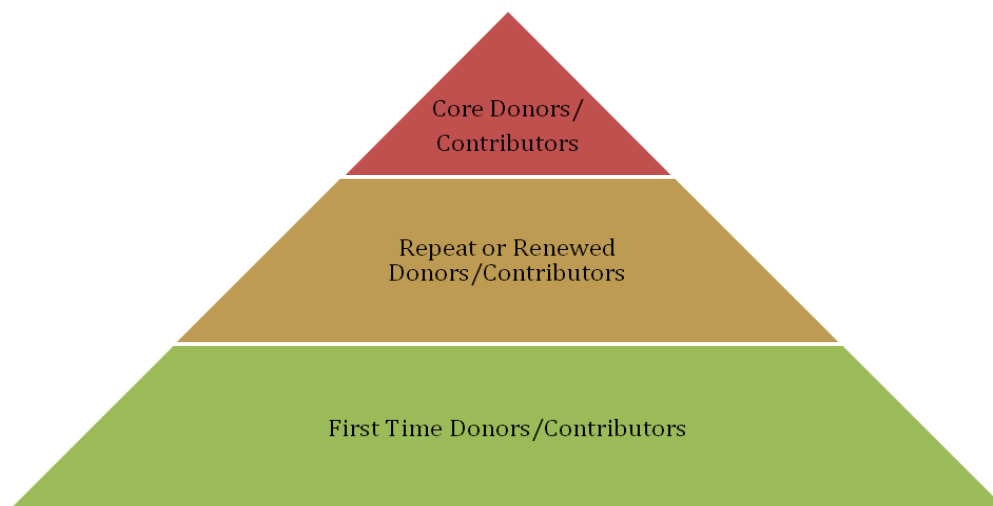 Core Donors/
Contributors
Repeat or Renewed
Donors/Contributors
First Time Donors/Contributors